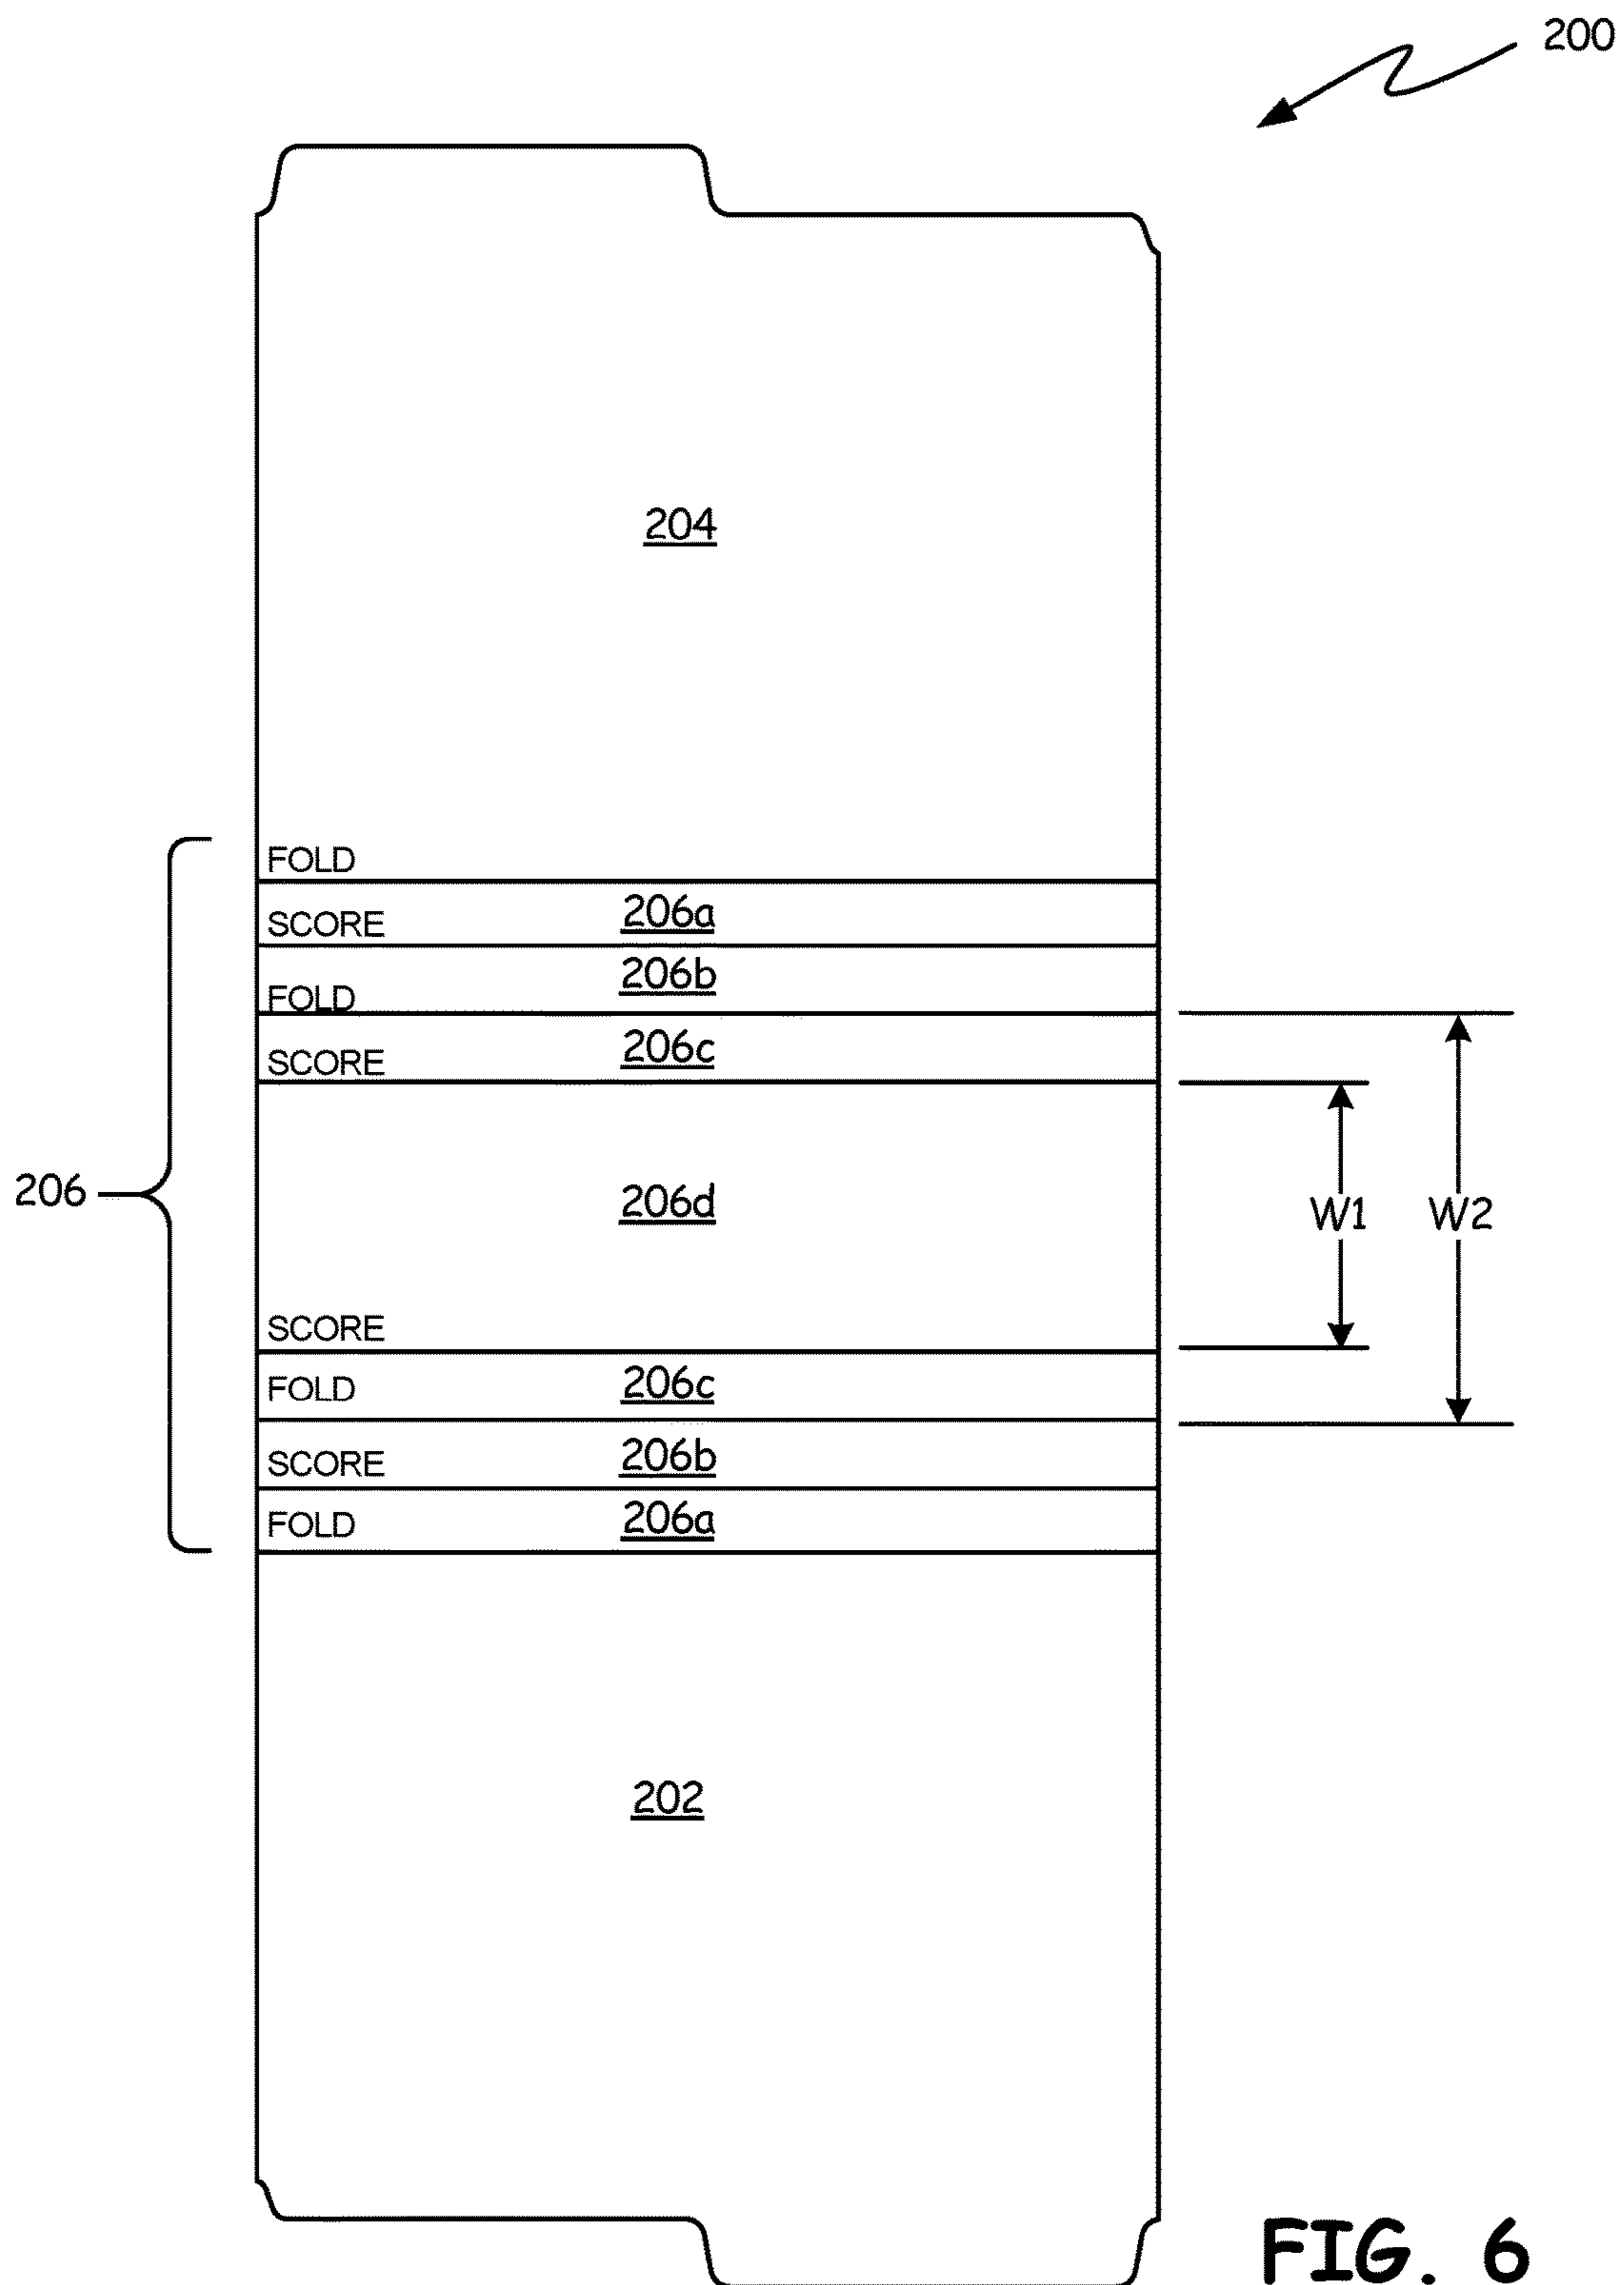 200
204
FOLD
SCORE 206a
FOLD 206b
SCORE 206c
206 206d W1 W2
SCORE
FOLD 206c
SCORE 206b
FOLD 206a
202
FIG. 6